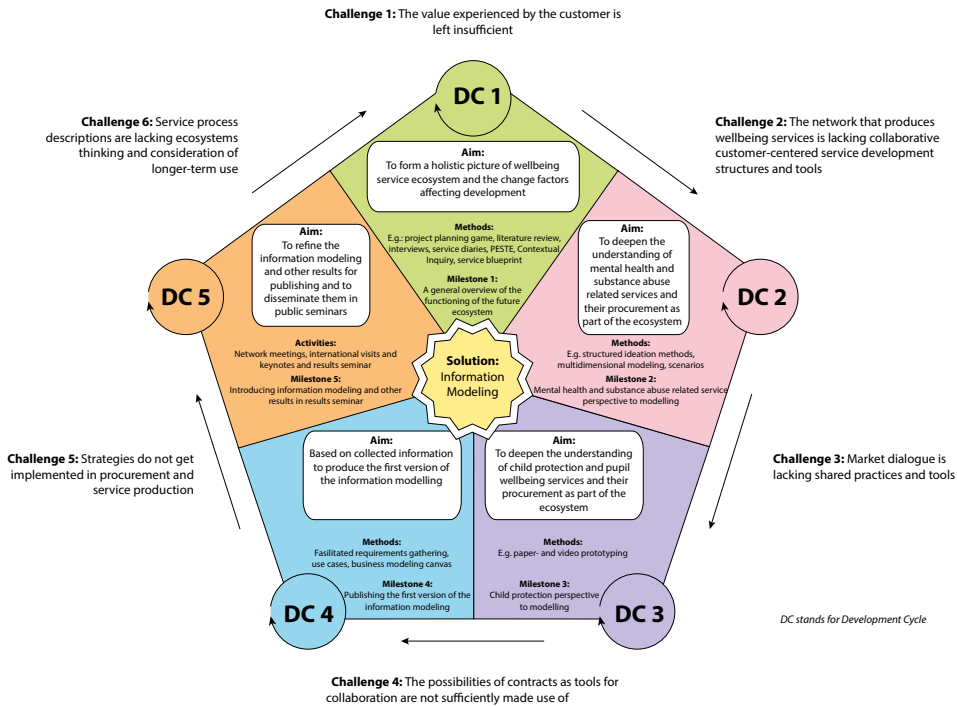 Challenge 1: The value experienced by the customer is
left insufficient
DC 1
Challenge 6: Service process
descriptions are lacking ecosystems
thinking and consideration of
longer-term use
Challenge 2: The network that produces
wellbeing services is lacking collaborative
customer-centered service development
structures and tools
Aim:
To form a holistic picture of wellbeing
service ecosystem and the change factors
affecting development
Methods:
E.g.: project planning game, literature review,
interviews, service diaries, PESTE, Contextual
Inquiry, service blueprint
Milestone 1:
A general overview of the
functioning of the future
ecosystem
Aim:
To refine the
information modeling
and other results for
publishing and to
disseminate them in
public seminars
DC 5
Activities:
Network meetings, international visits and
keynotes and results seminar
Milestone 5:
Introducing information modeling and other
results in results seminar
Aim:
To deepen the
understanding of
mental health and
substance abuse
related services and
their procurement as
part of the ecosystem
DC 2
Methods:
E.g. structured ideation methods,
multidimensional modeling, scenarios
Milestone 2:
Mental health and substance abuse related service
perspective to modelling
Solution:
Information
Modeling
Challenge 5: Strategies do not get
implemented in procurement and
service production
Challenge 3: Market dialogue is
lacking shared practices and tools
Aim:
Based on collected information
to produce the first version of
the information modelling
Methods:
Facilitated requirements gathering,
use cases, business modeling canvas
Milestone 4:
Publishing the first version of the
information modeling
DC 4
Aim:
To deepen the understanding
of child protection and pupil
wellbeing services and their
procurement as part of the
ecosystem
Methods:
E.g. paper- and video prototyping
Milestone 3:
Child protection perspective
to modelling
DC 3
DC stands for Development Cycle
Challenge 4: The possibilities of contracts as tools for
collaboration are not sufficiently made use of